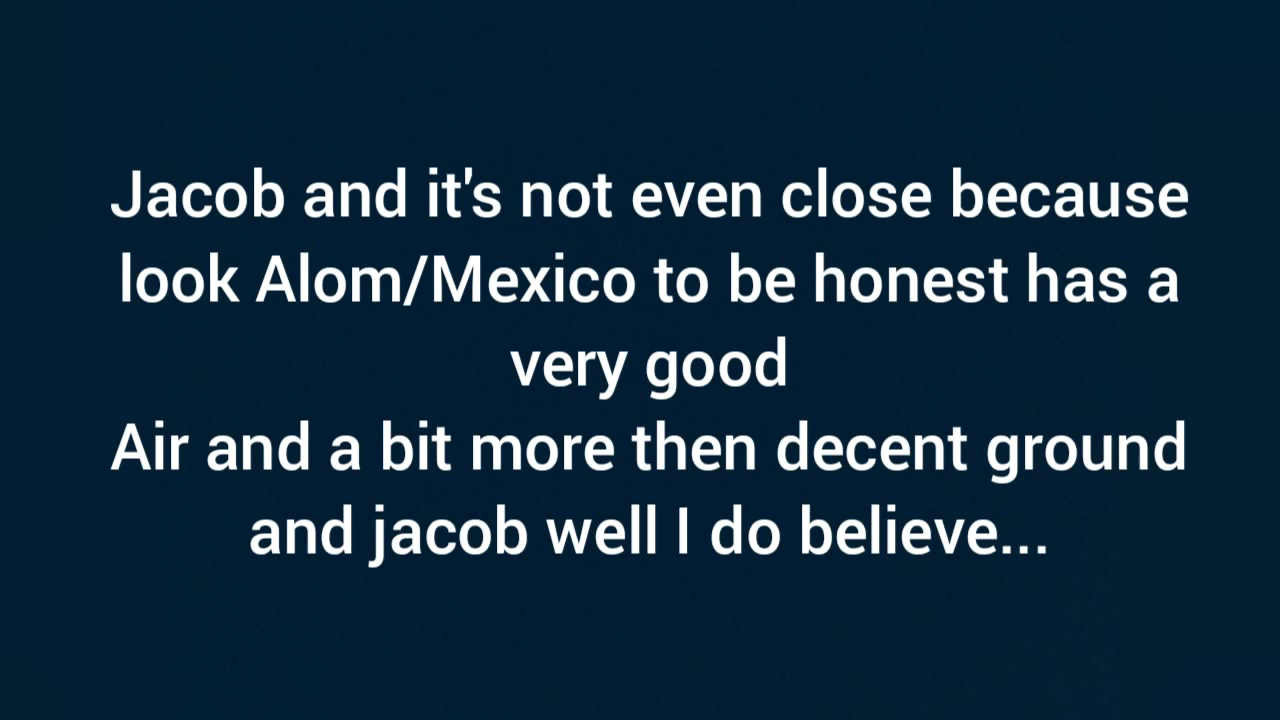 Jacob and it's not even close because
look Alom/Mexico to be honest has a
very good
Air and a bit more then decent ground
and jacob well I do believe...